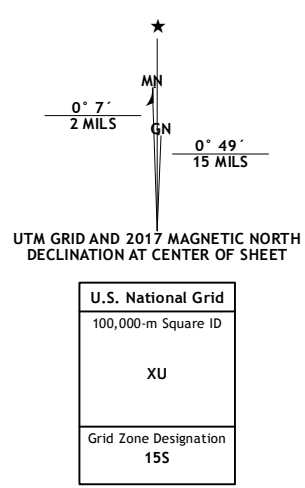 ★
MN
0° 7´
2 MILS
GN
0° 49´
15 MILS
UTM GRID AND 2017 MAGNETIC NORTH
DECLINATION AT CENTER OF SHEET
U.S. National Grid
100,000-m Square ID
XU
Grid Zone Designation
15S